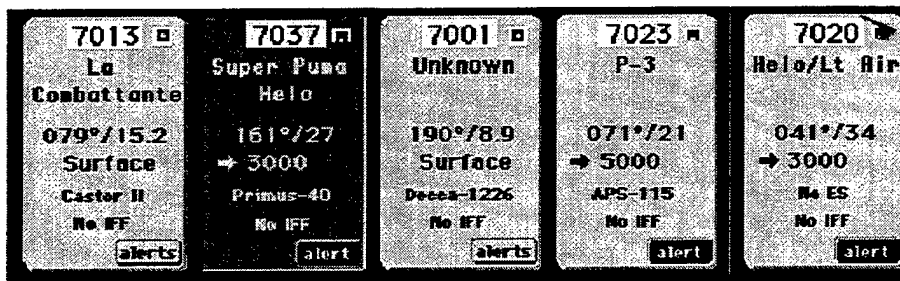 7013
La
Combattante
079°/15.2
Surface
Castor II
No IFF
alerts
7037
Super Puma
Helo
161°/27
→ 3000
Primus-40
No IFF
alert
7001
Unknown
190°/8.9
Surface
Decca-1226
No IFF
alerts
7023
P-3
071°/21
→ 5000
APS-115
No IFF
alert
7020
Helo/Lt Air
041°/34
→ 3000
No ES
No IFF
alert